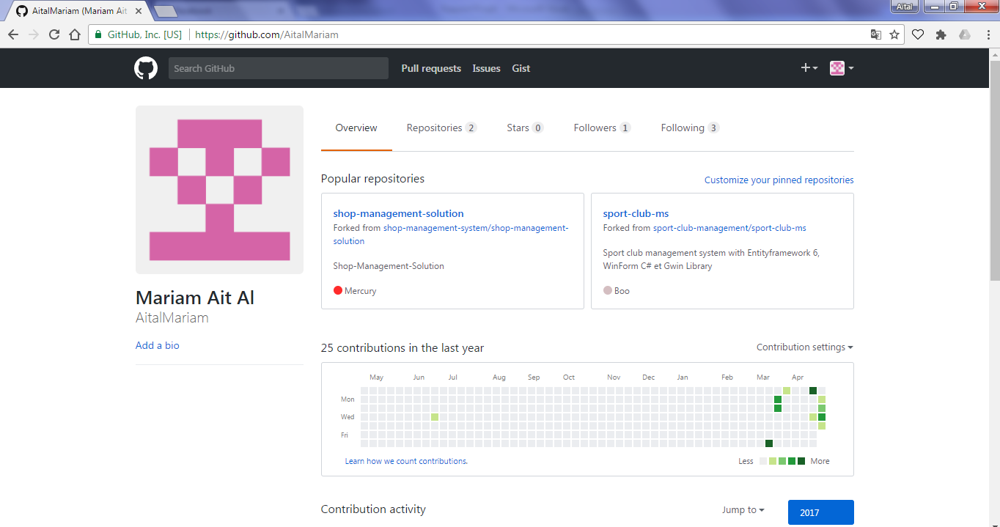 AitalMariam (Mariam Ait
Aital
GitHub, Inc. [US] https://github.com/AitalMariam
Search GitHub Pull requests Issues Gist
Overview Repositories 2 Stars 0 Followers 1 Following 3
Popular repositories Customize your pinned repositories
shop-management-solution
Forked from shop-management-system/shop-management-
solution
Shop-Management-Solution
Mercury
sport-club-ms
Forked from sport-club-management/sport-club-ms
Sport club management system with Entityframework 6,
WinForm C# et Gwin Library
Boo
Mariam Ait Al
AitalMariam
Add a bio
25 contributions in the last year Contribution settings
May Jun Jul Aug Sep Oct Nov Dec Jan Feb Mar Apr
Mon
Wed
Fri
Learn how we count contributions. Less More
Contribution activity Jump to 2017